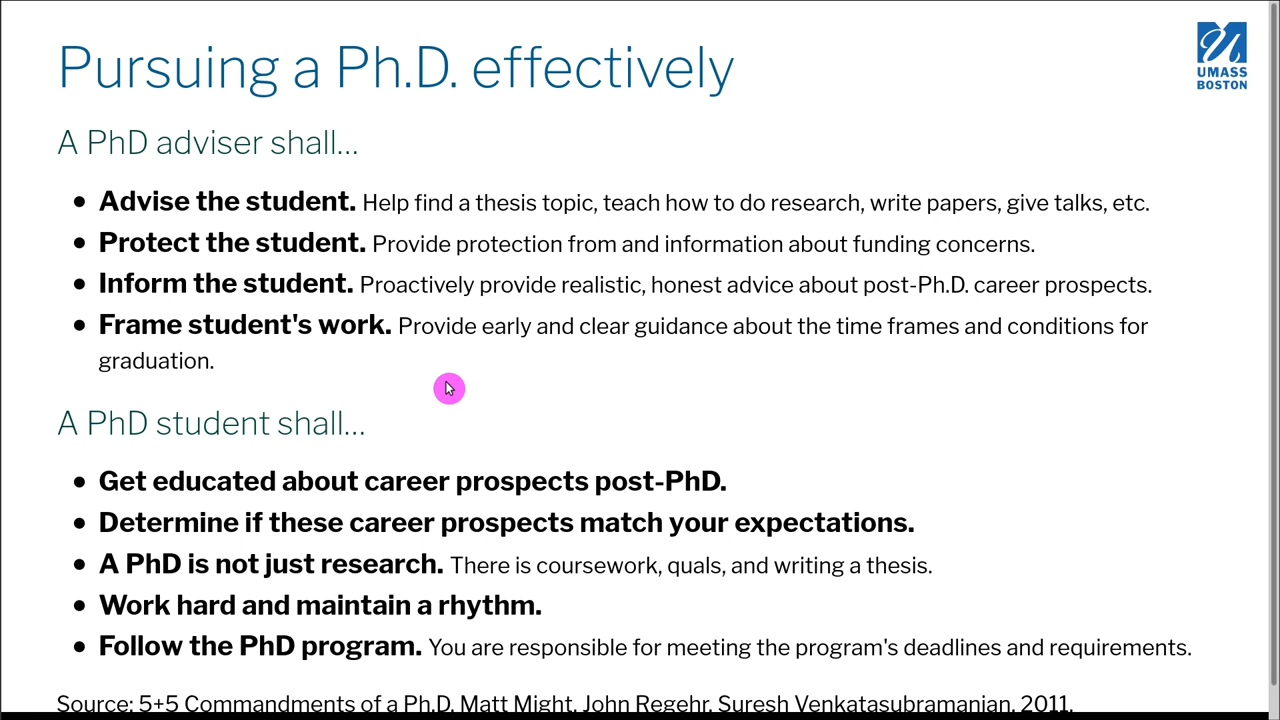 Pursuing a Ph.D. effectively
UMASS
BOSTON
A PhD adviser shall...
• Advise the student. Help find a thesis topic, teach how to do research, write papers, give talks, etc.
• Protect the student. Provide protection from and information about funding concerns.
• Inform the student. Proactively provide realistic, honest advice about post-Ph.D. career prospects.
• Frame student's work. Provide early and clear guidance about the time frames and conditions for
graduation.
A PhD student shall...
• Get educated about career prospects post-PhD.
• Determine if these career prospects match your expectations.
• A PhD is not just research. There is coursework, quals, and writing a thesis.
• Work hard and maintain a rhythm.
• Follow the PhD program. You are responsible for meeting the program's deadlines and requirements.
Source: 5+5 Commandments of a Ph.D. Matt Might, John Regehr, Suresh Venkatasubramanian. 2011.